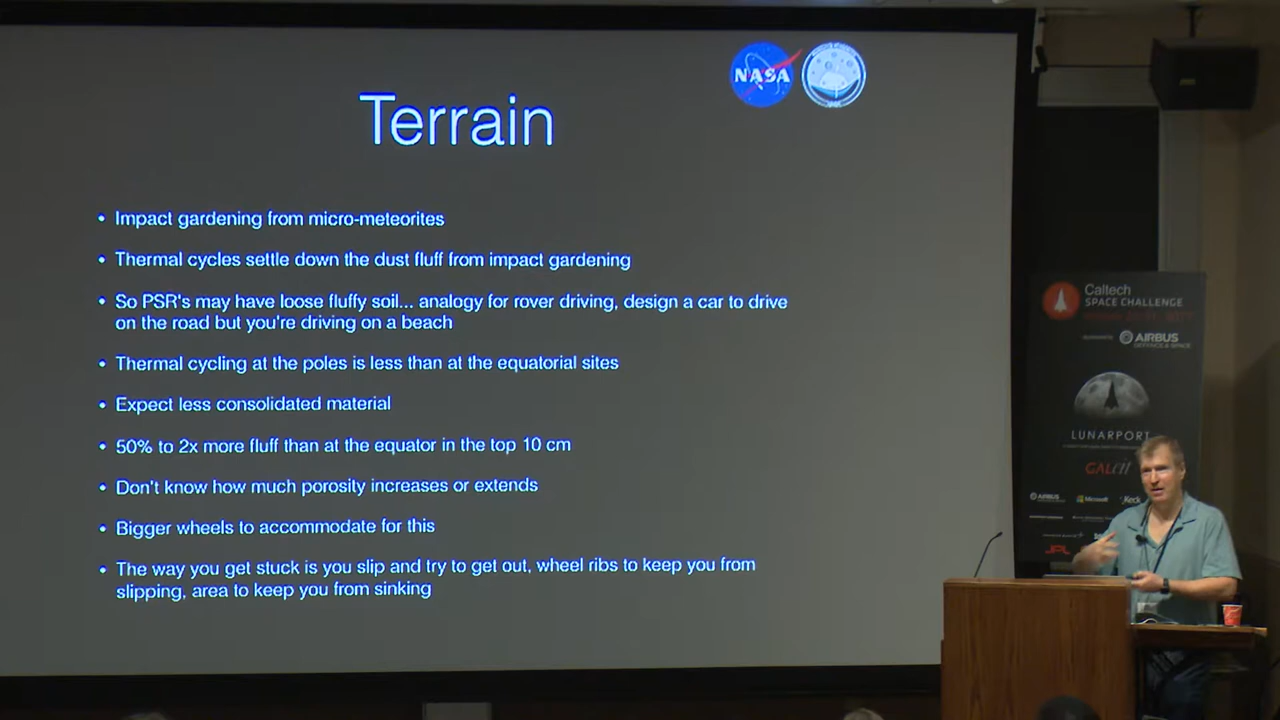 NASA
Terrain
• Impact gardening from micro-meteorites
• Thermal cycles settle down the dust fluff from impact gardening
• So PSR's may have loose fluffy soil... analogy for rover driving, design a car to drive
on the road but you're driving on a beach
• Thermal cycling at the poles is less than at the equatorial sites
• Expect less consolidated material
• 50% to 2x more fluff than at the equator in the top 10 cm
• Don't know how much porosity increases or extends
• Bigger wheels to accommodate for this
• The way you get stuck is you slip and try to get out, wheel ribs to keep you from
slipping, area to keep you from sinking
Caltech
SPACE CHALLENGE
AIRBUS
DEFENCE & SPACE
LUNARPORT
GALCIT
AIRBUS
Microsoft
Keck
JPL